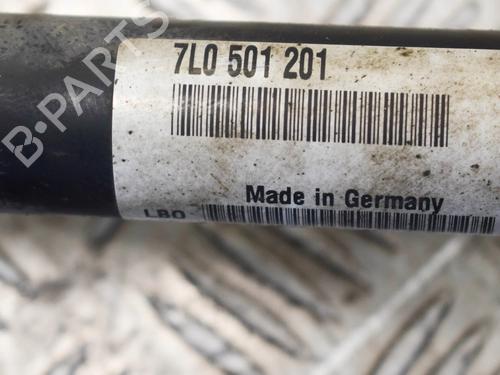 7L0 501 201
Made in Germany
LBO
B-PARTS